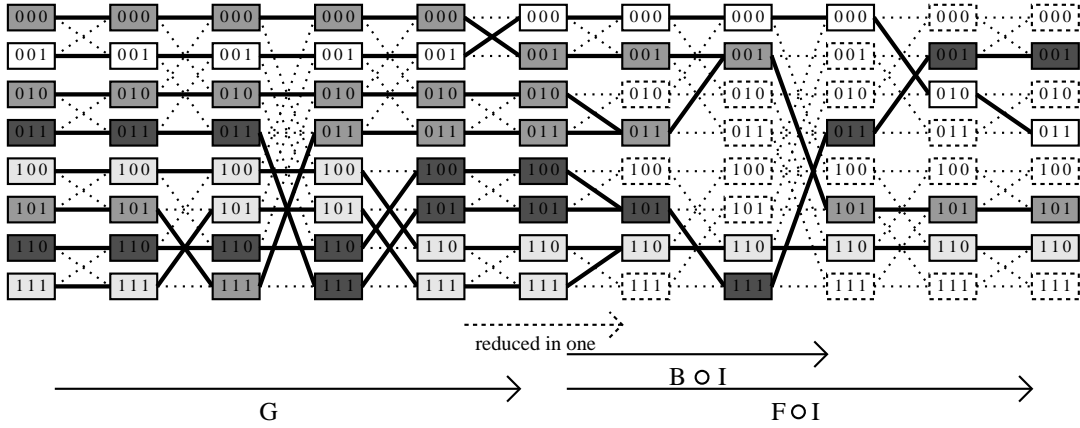 000 000 000 000 000 000 000 000 000 000 000
001 001 001 001 001 001 001 001 001 001 001
010 010 010 010 010 010 010 010 010 010 010
011 011 011 011 011 011 011 011 011 011 011
100 100 100 100 100 100 100 100 100 100 100
101 101 101 101 101 101 101 101 101 101 101
110 110 110 110 110 110 110 110 110 110 110
111 111 111 111 111 111 111 111 111 111 111
reduced in one
B o I
G F o I